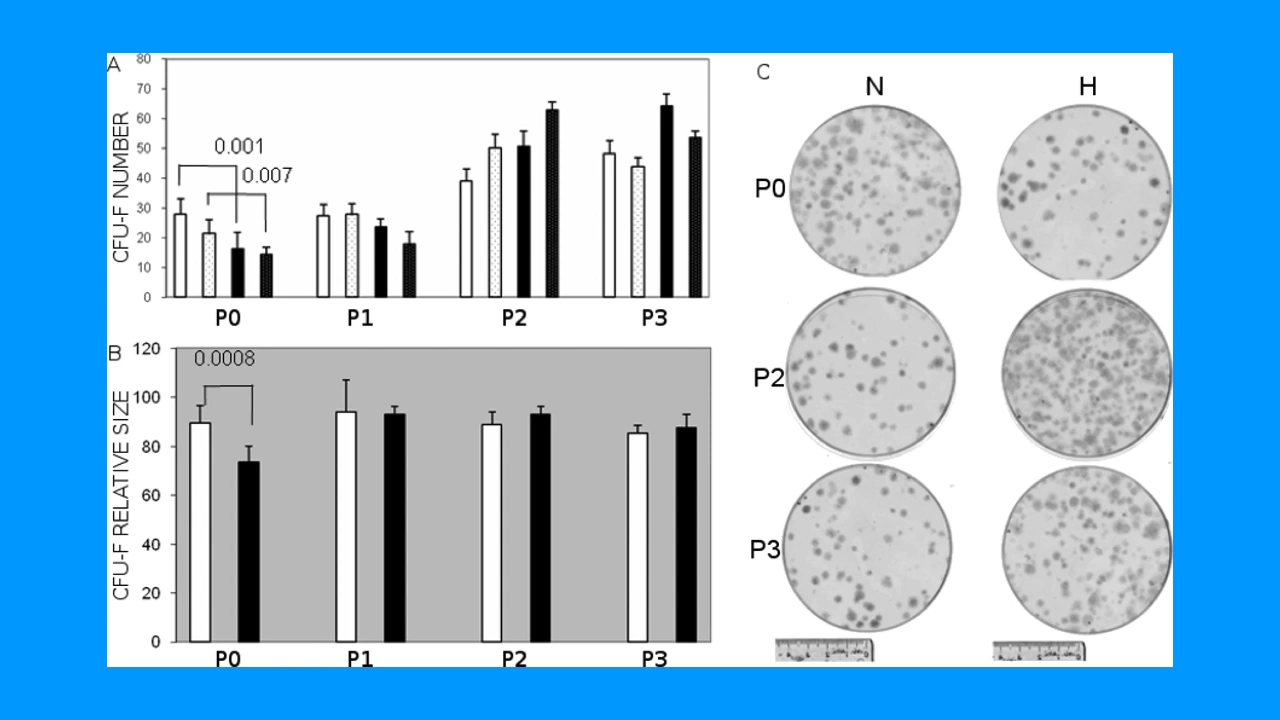 A
80
70
60
50
40
30
20
10
0
CFU-F NUMBER
0.001
0.007
P0 P1 P2 P3
B
120
100
80
60
40
20
0
CFU-F RELATIVE SIZE
0.0008
P0 P1 P2 P3
C
N H
P0
P2
P3